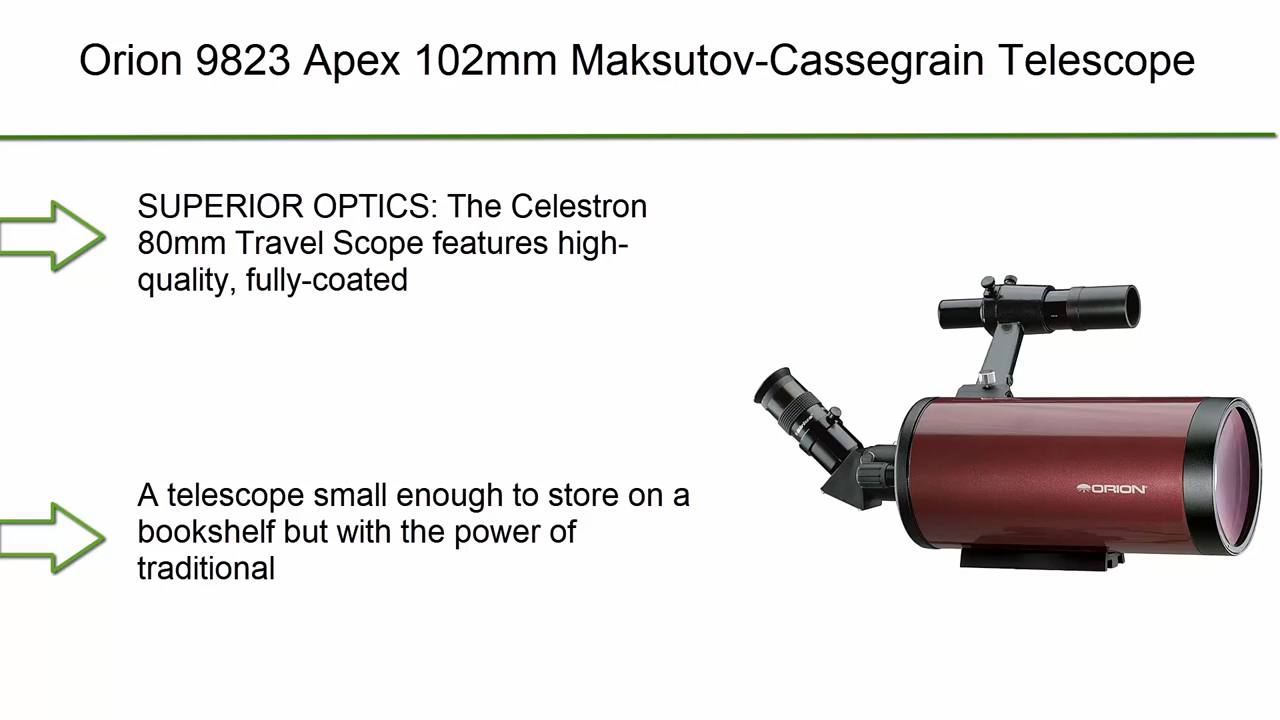 Orion 9823 Apex 102mm Maksutov-Cassegrain Telescope
SUPERIOR OPTICS: The Celestron
80mm Travel Scope features high-
quality, fully-coated
A telescope small enough to store on a
bookshelf but with the power of
traditional
ORION